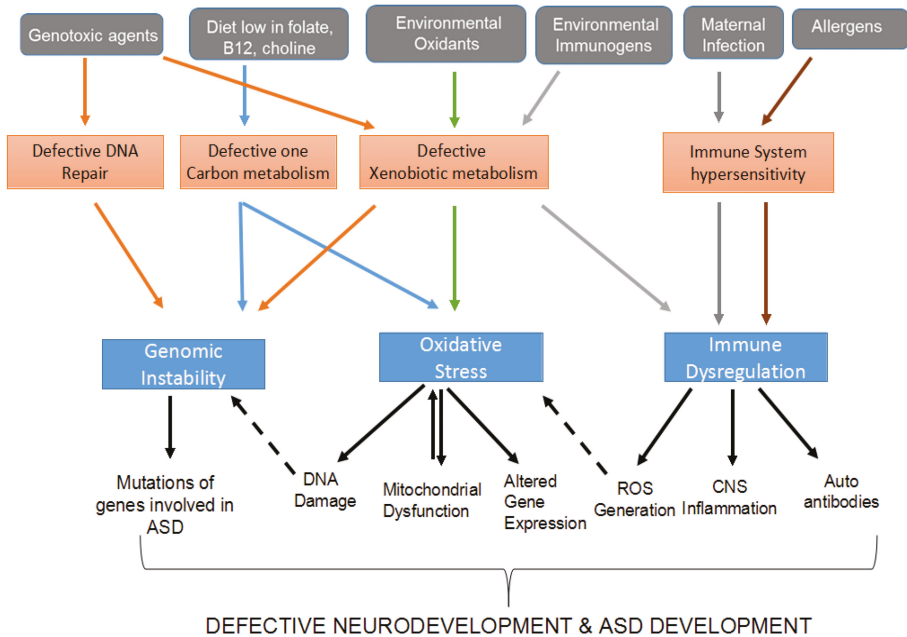 Genotoxic agents
Diet low in folate,
B12, choline
Environmental
Oxidants
Environmental
Immunogens
Maternal
Infection
Allergens
Defective DNA
Repair
Defective one
Carbon metabolism
Defective
Xenobiotic metabolism
Immune System
hypersensitivity
Genomic
Instability
Oxidative
Stress
Immune
Dysregulation
Mutations of
genes involved in
ASD
DNA
Damage
Mitochondrial
Dysfunction
Altered
Gene
Expression
ROS
Generation
CNS
Inflammation
Auto
antibodies
DEFECTIVE NEURODEVELOPMENT & ASD DEVELOPMENT